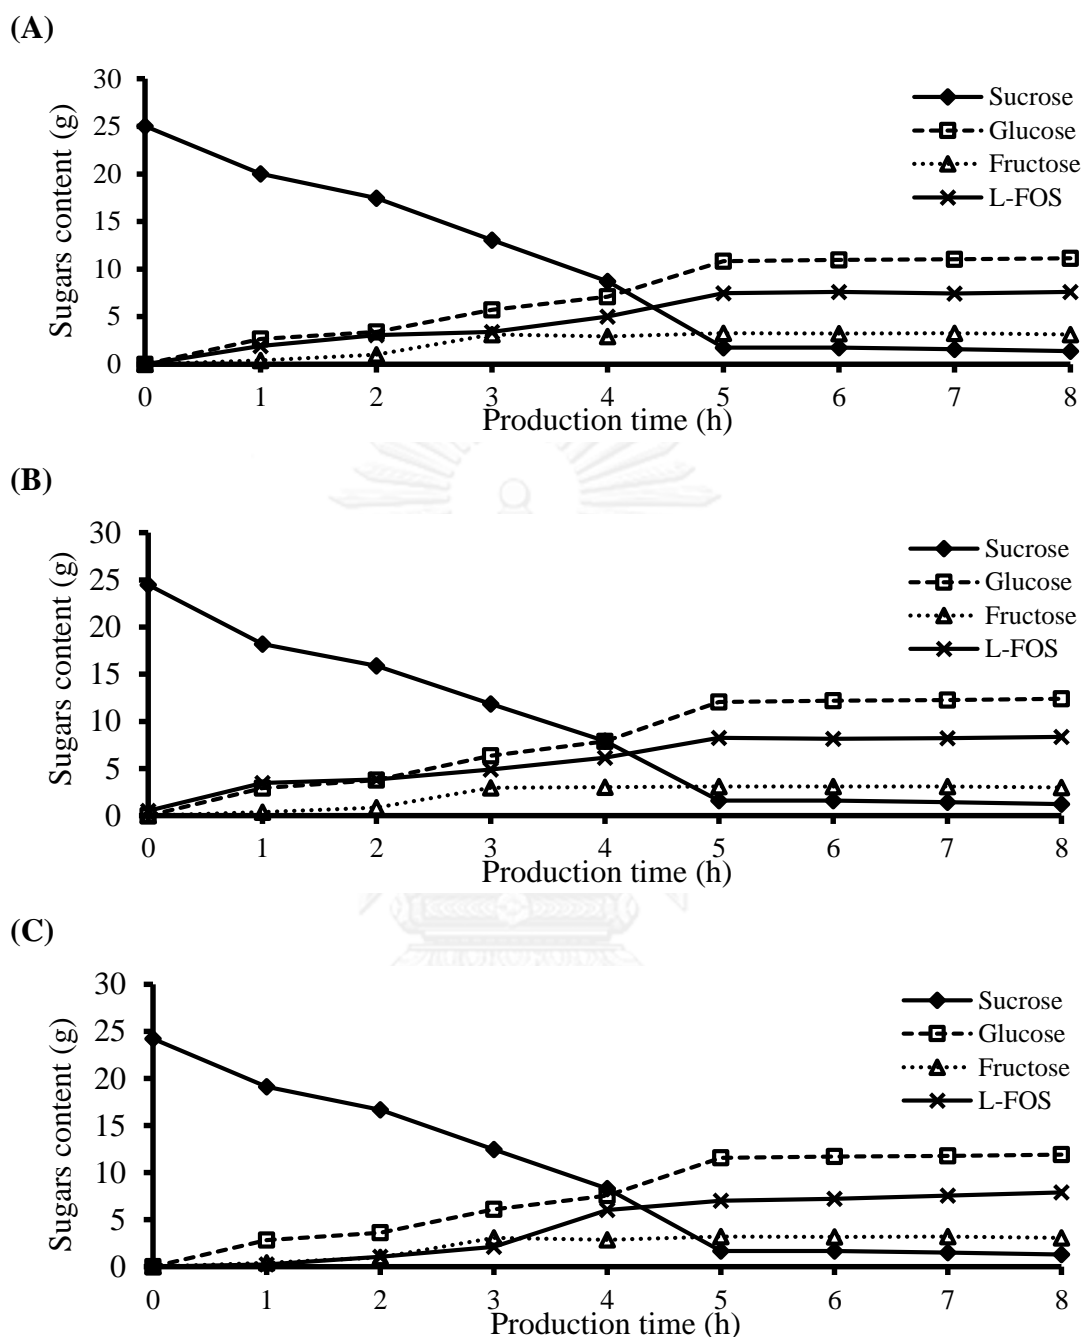 (A)
Sugars content (g)
30
25
20
15
10
5
0
0 1 2 3 4 5 6 7 8
Production time (h)
Sucrose
Glucose
Fructose
L-FOS
(B)
Sugars content (g)
30
25
20
15
10
5
0
0 1 2 3 4 5 6 7 8
Production time (h)
Sucrose
Glucose
Fructose
L-FOS
(C)
Sugars content (g)
30
25
20
15
10
5
0
0 1 2 3 4 5 6 7 8
Production time (h)
Sucrose
Glucose
Fructose
L-FOS